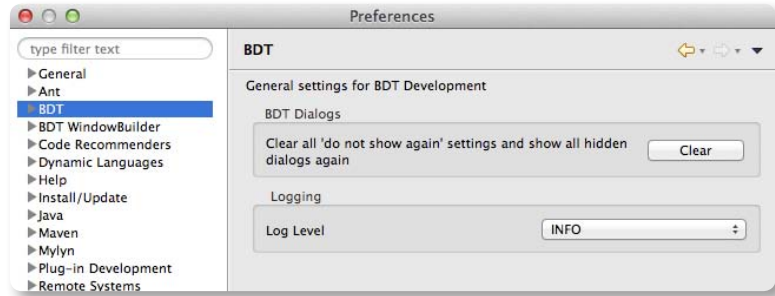 Preferences
type filter text
General
Ant
BDT
BDT WindowBuilder
Code Recommenders
Dynamic Languages
Help
Install/Update
Java
Maven
Mylyn
Plug-in Development
Remote Systems
BDT
General settings for BDT Development
BDT Dialogs
Clear all 'do not show again' settings and show all hidden
dialogs again
Clear
Logging
Log Level
INFO